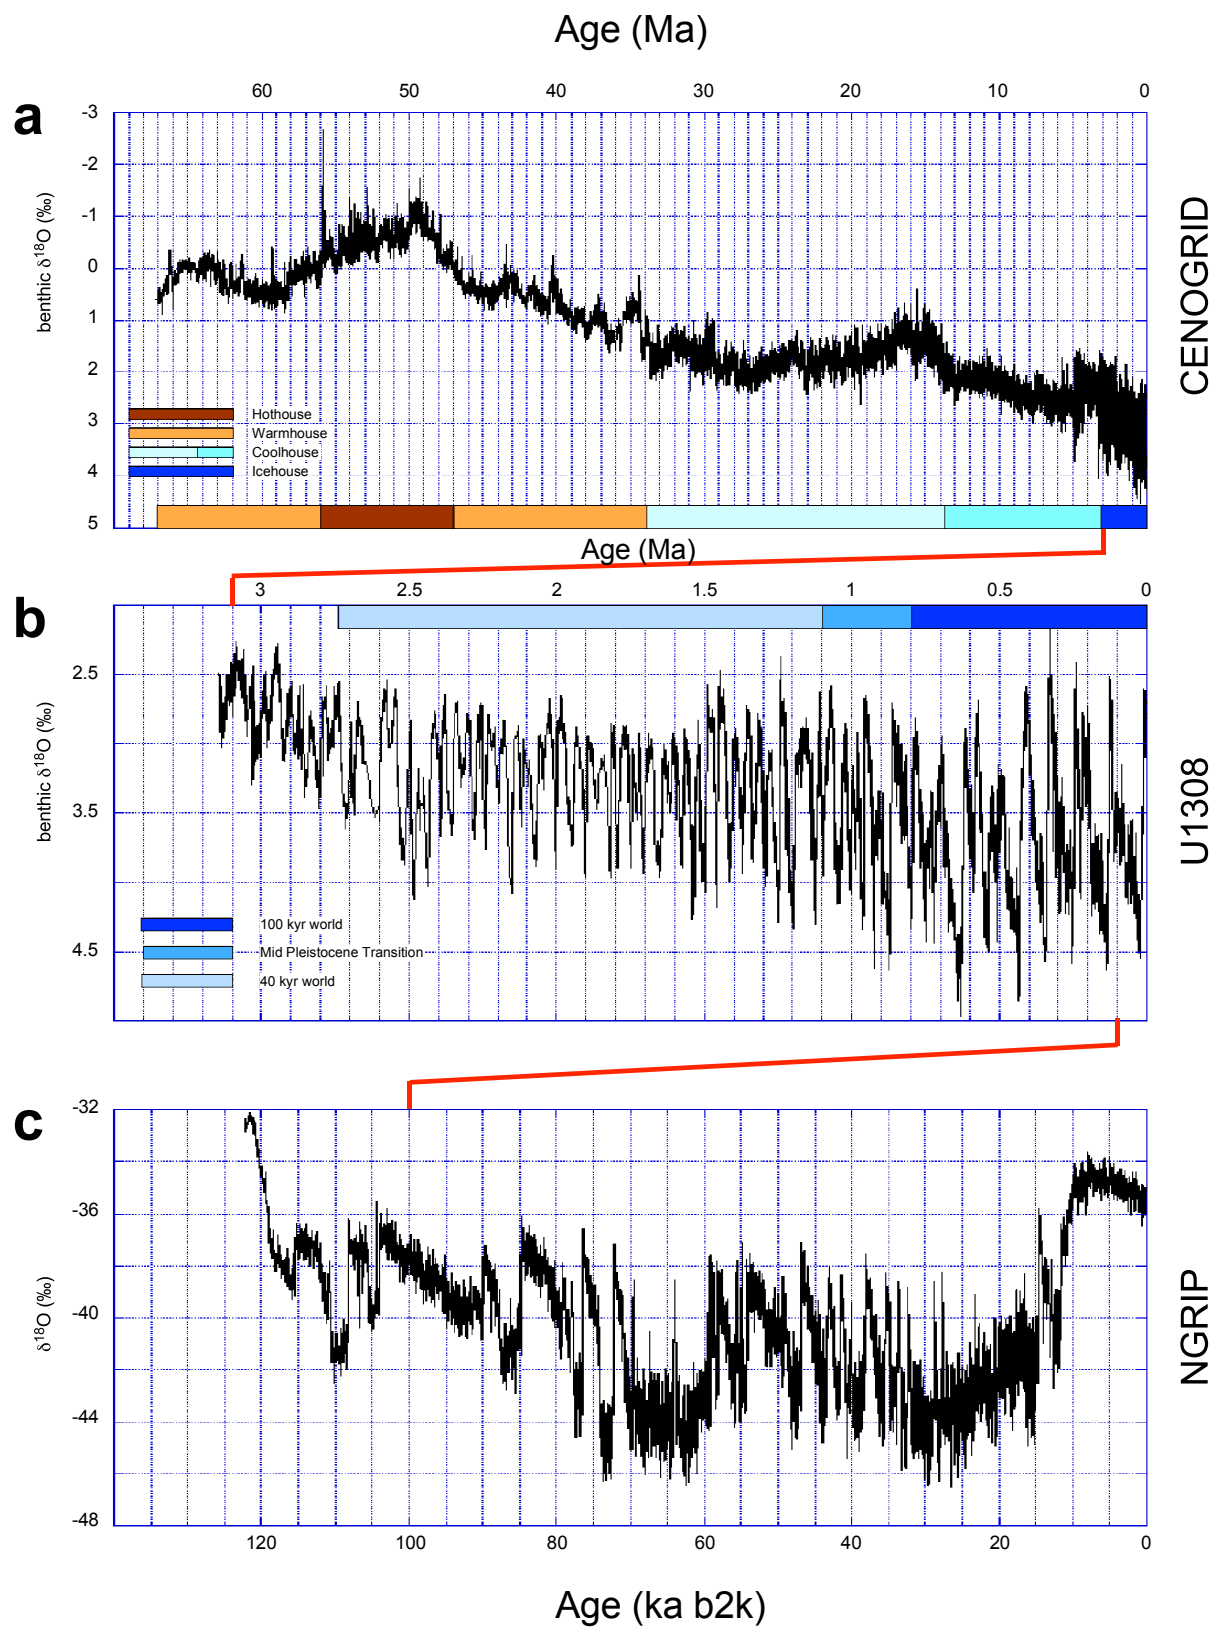 Age (Ma)
60 50 40 30 20 10 0
a
-3
-2
-1
0
1
2
3
4
5
benthic δ18O (‰)
CENOGRID
Hothouse
Warmhouse
Coolhouse
Icehouse
Age (Ma)
3 2.5 2 1.5 1 0.5 0
b
2.5
3.5
4.5
benthic δ18O (‰)
U1308
100 kyr world
Mid Pleistocene Transition
40 kyr world
c
-32
-36
-40
-44
-48
δ18O (‰)
NGRIP
120 100 80 60 40 20 0
Age (ka b2k)